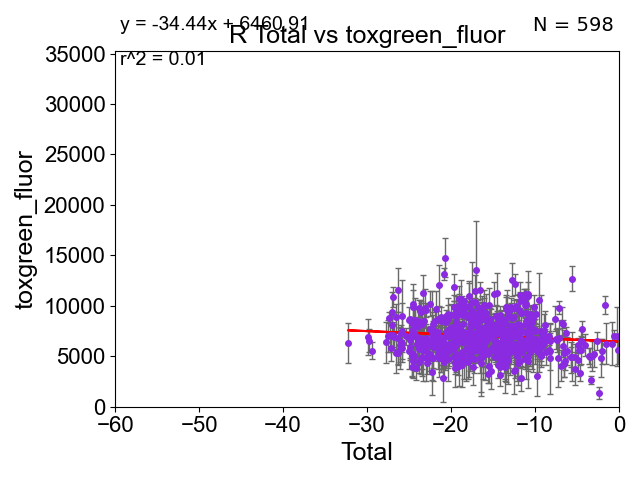 y = -34.44x + 6460.91
N = 598
R Total vs toxgreen_fluor
r^2 = 0.01
35000
30000
25000
20000
15000
10000
5000
0
toxgreen_fluor
−60 −50 −40 −30 −20 −10 0
Total